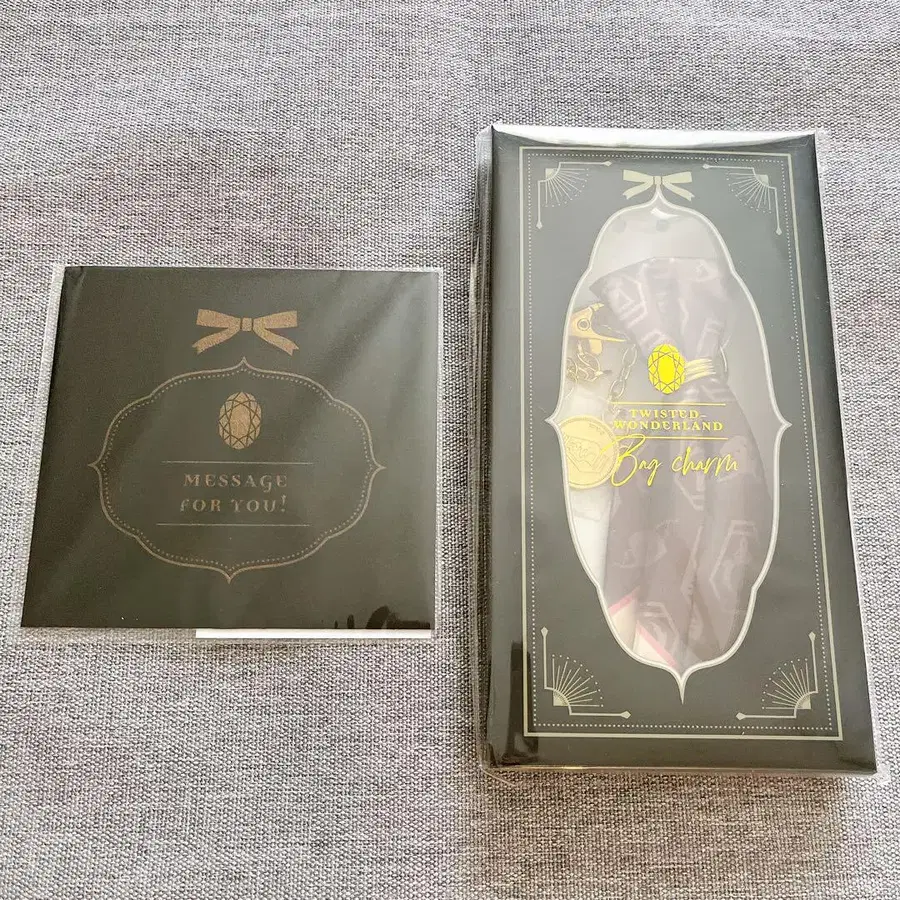 MESSAGE
FOR YOU!
TWISTED-
WONDERLAND
Bag charm